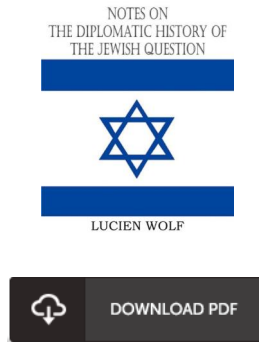 NOTES ON
THE DIPLOMATIC HISTORY OF
THE JEWISH QUESTION
LUCIEN WOLF
DOWNLOAD PDF